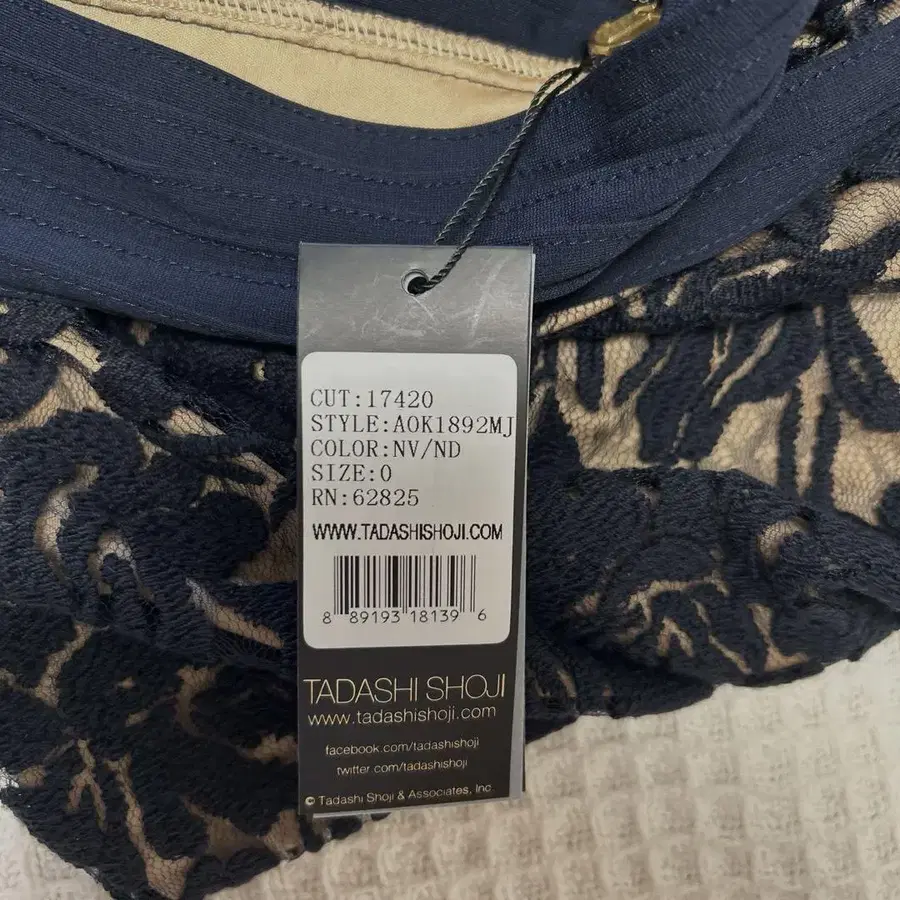 CUT:17420
STYLE:AOK1892MJ
COLOR:NV/ND
SIZE:0
RN:62825
WWW.TADASHISHOJI.COM
8 89193 18139 6
TADASHI SHOJI
www.tadashishoji.com
facebook.com/tadashishoji
twitter.com/tadashishoji
© Tadashi Shoji & Associates, Inc.